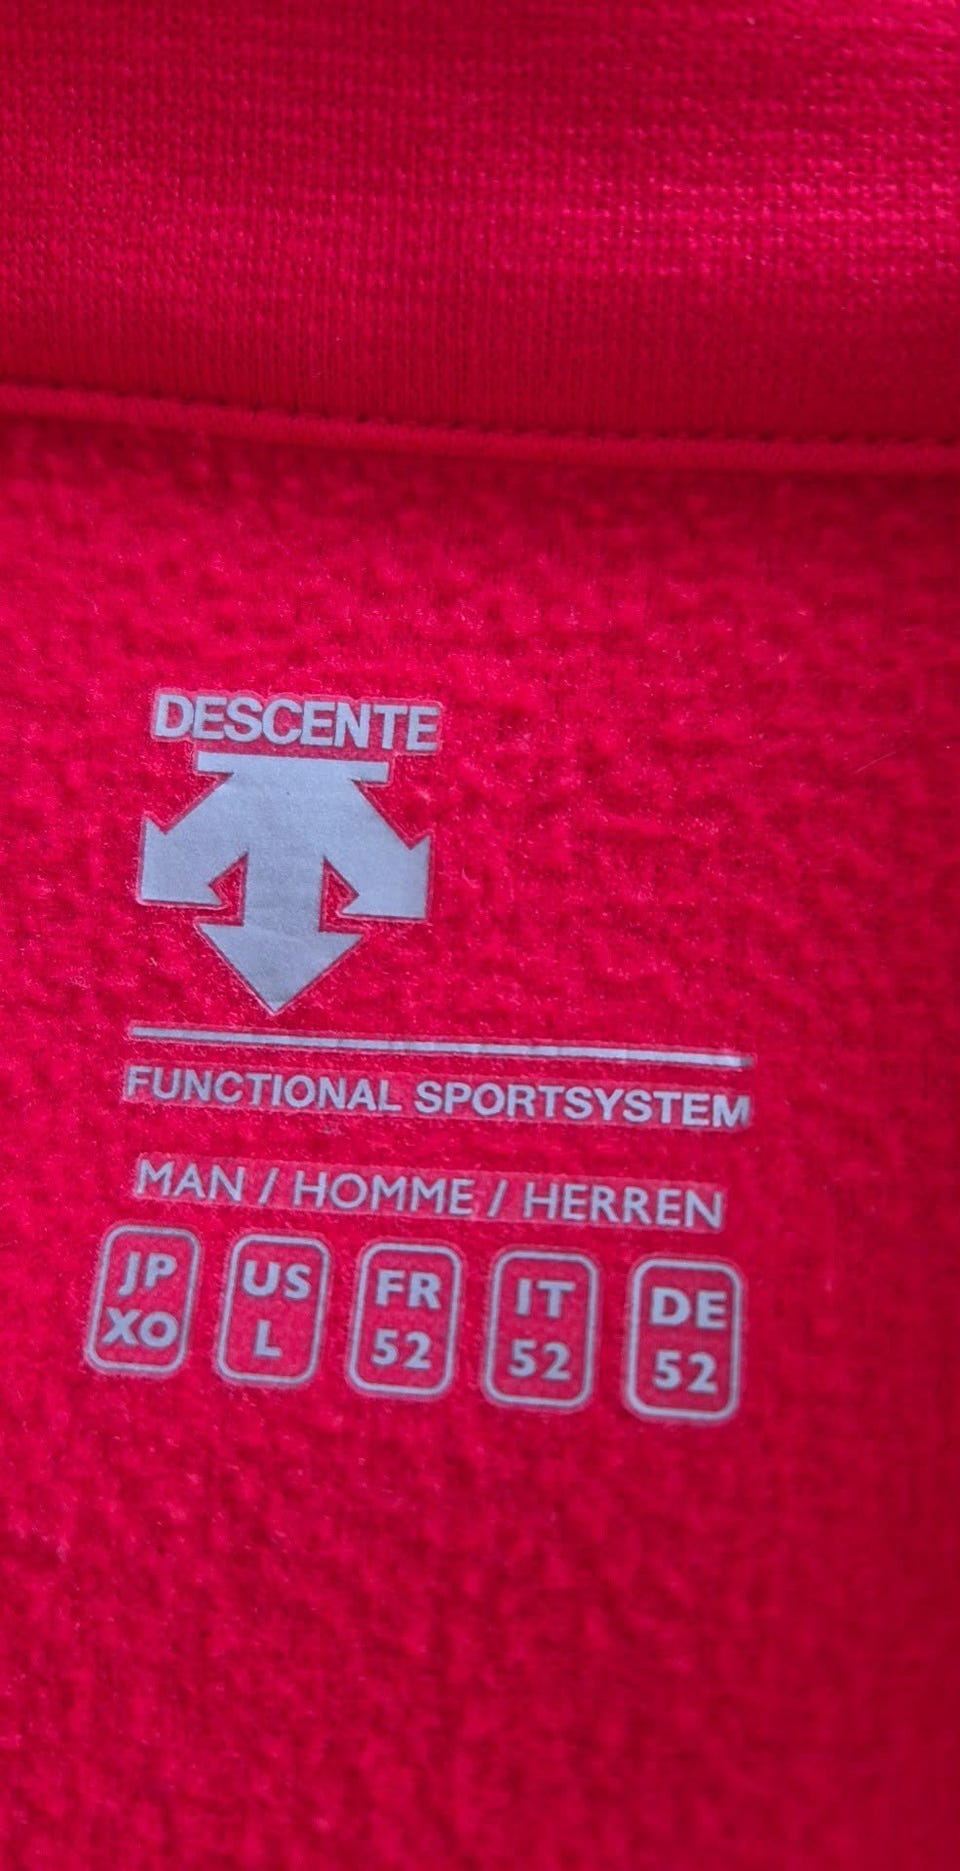 DESCENTE
FUNCTIONAL SPORTSYSTEM
MAN / HOMME / HERREN
JP US FR IT DE
XO L 52 52 52